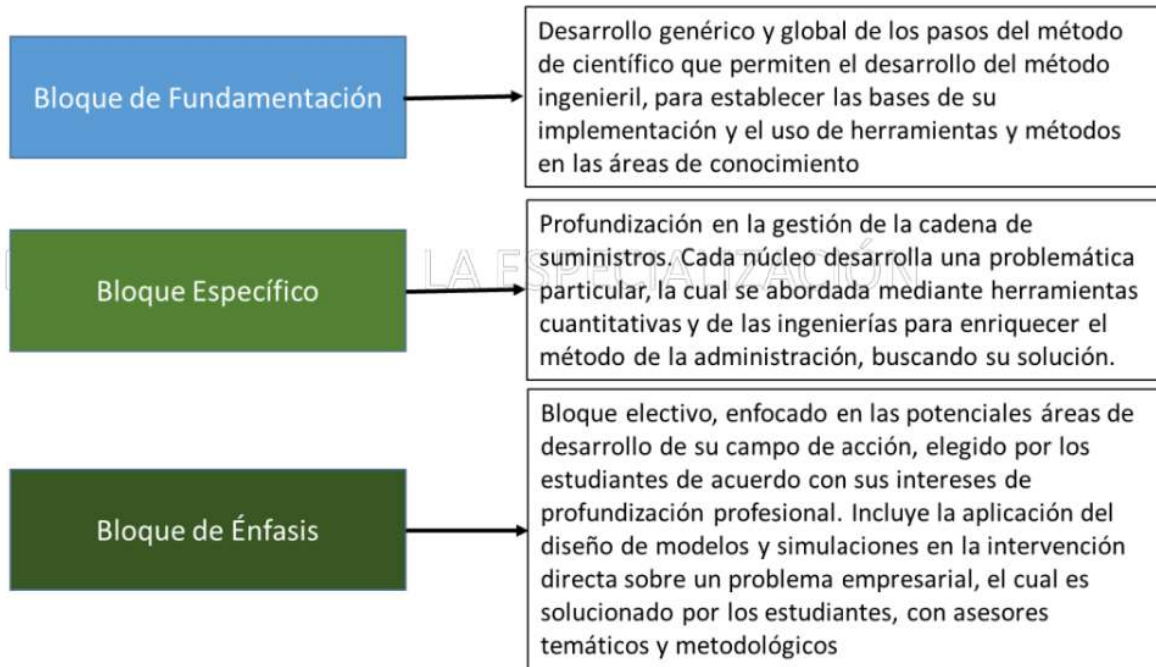 Bloque de Fundamentación
Desarrollo genérico y global de los pasos del método
de científico que permiten el desarrollo del método
ingenieril, para establecer las bases de su
implementación y el uso de herramientas y métodos
en las áreas de conocimiento
Bloque Específico
LA ESPECIALIZACIÓN
Profundización en la gestión de la cadena de
suministros. Cada núcleo desarrolla una problemática
particular, la cual se abordada mediante herramientas
cuantitativas y de las ingenierías para enriquecer el
método de la administración, buscando su solución.
Bloque de Énfasis
Bloque electivo, enfocado en las potenciales áreas de
desarrollo de su campo de acción, elegido por los
estudiantes de acuerdo con sus intereses de
profundización profesional. Incluye la aplicación del
diseño de modelos y simulaciones en la intervención
directa sobre un problema empresarial, el cual es
solucionado por los estudiantes, con asesores
temáticos y metodológicos